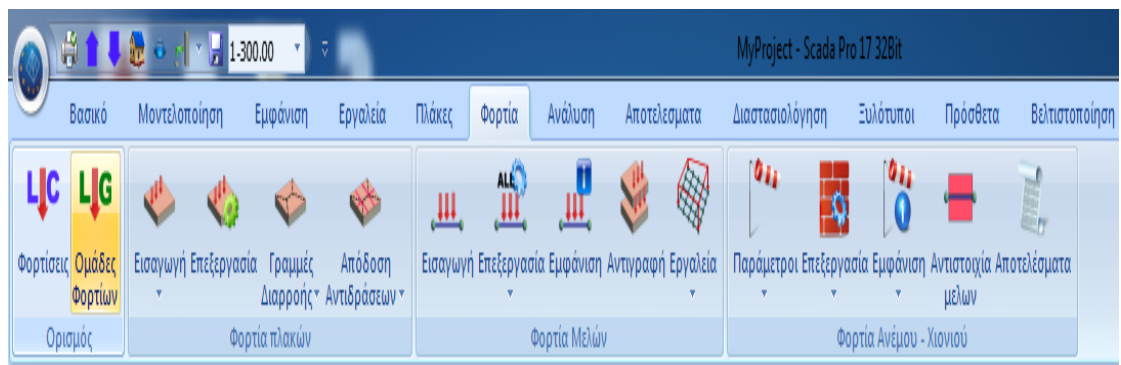 1-300.00
MyProject - Scada Pro 17 32Bit
Βασικό Μοντελοποίηση Εμφάνιση Εργαλεία Πλάκες Φορτία Ανάλυση Αποτελεσματα Διαστασιολόγηση Ξυλότυποι Πρόσθετα Βελτιστοποίηση
LC LG
Φορτίσεις Ομάδες Φορτίων
Εισαγωγή Επεξεργασία Γραμμές Διαρροής Απόδοση Αντιδράσεων
Εισαγωγή Επεξεργασία Εμφάνιση Αντιγραφή Εργαλεία
Παράμετροι Επεξεργασία Εμφάνιση Αντιστοιχία μελων Αποτελέσματα
Ορισμός Φορτία πλακών Φορτία Μελών Φορτία Ανέμου - Χιονιού